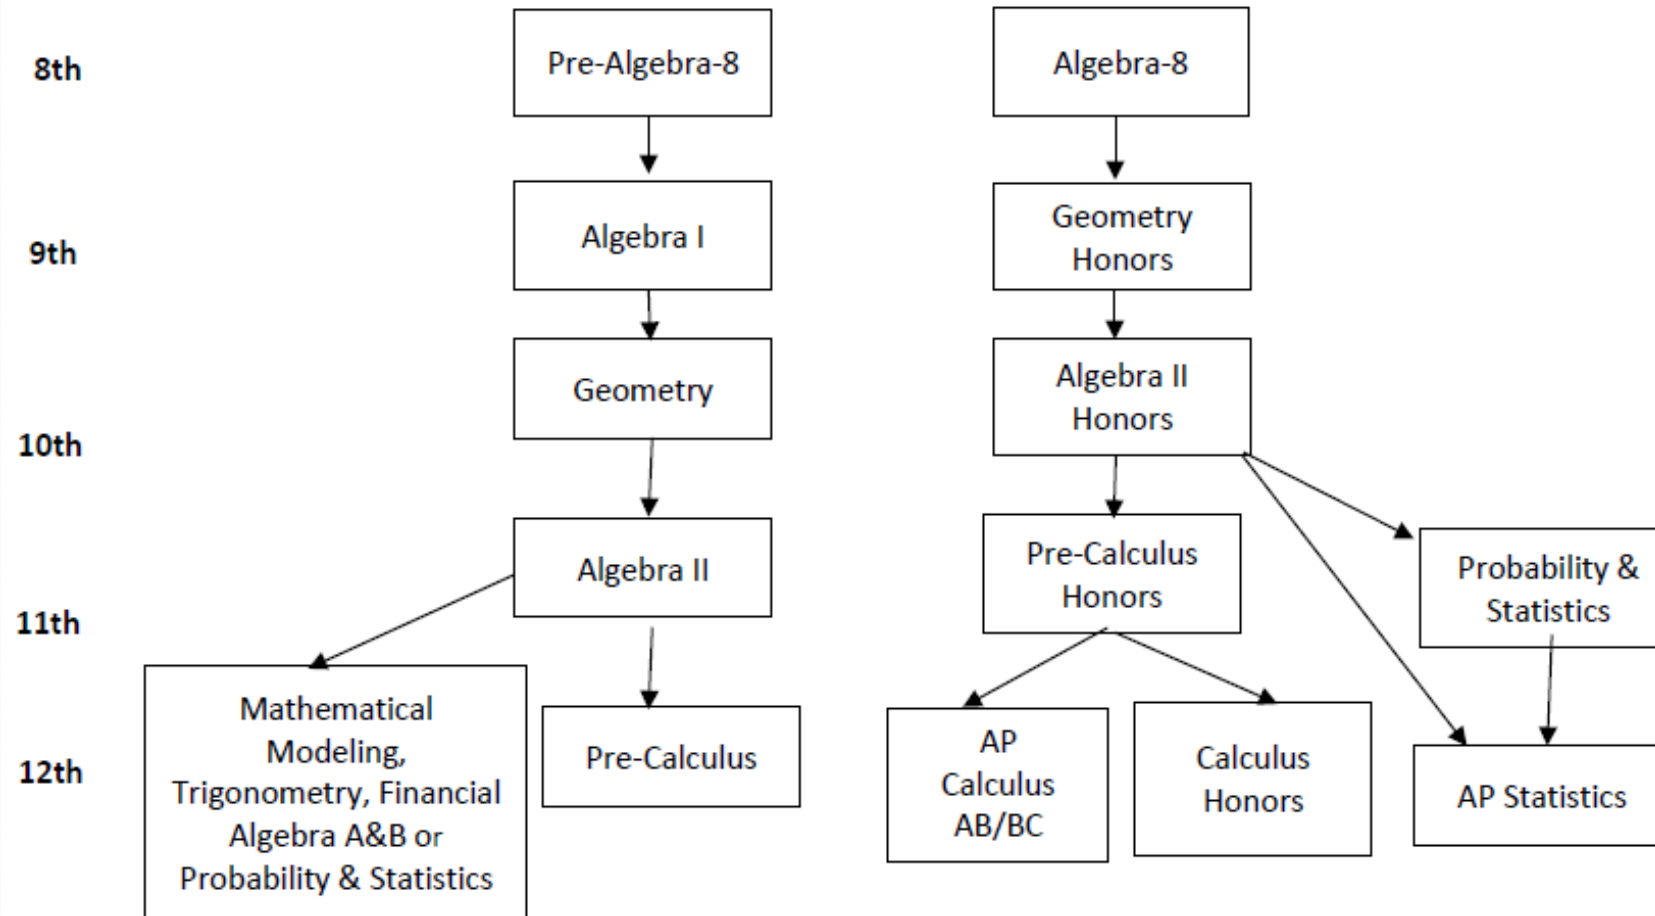 8th
Pre-Algebra-8
Algebra-8
9th
Algebra I
Geometry
Honors
10th
Geometry
Algebra II
Honors
11th
Algebra II
Pre-Calculus
Honors
Probability &
Statistics
12th
Mathematical
Modeling,
Trigonometry, Financial
Algebra A&B or
Probability & Statistics
Pre-Calculus
AP
Calculus
AB/BC
Calculus
Honors
AP Statistics